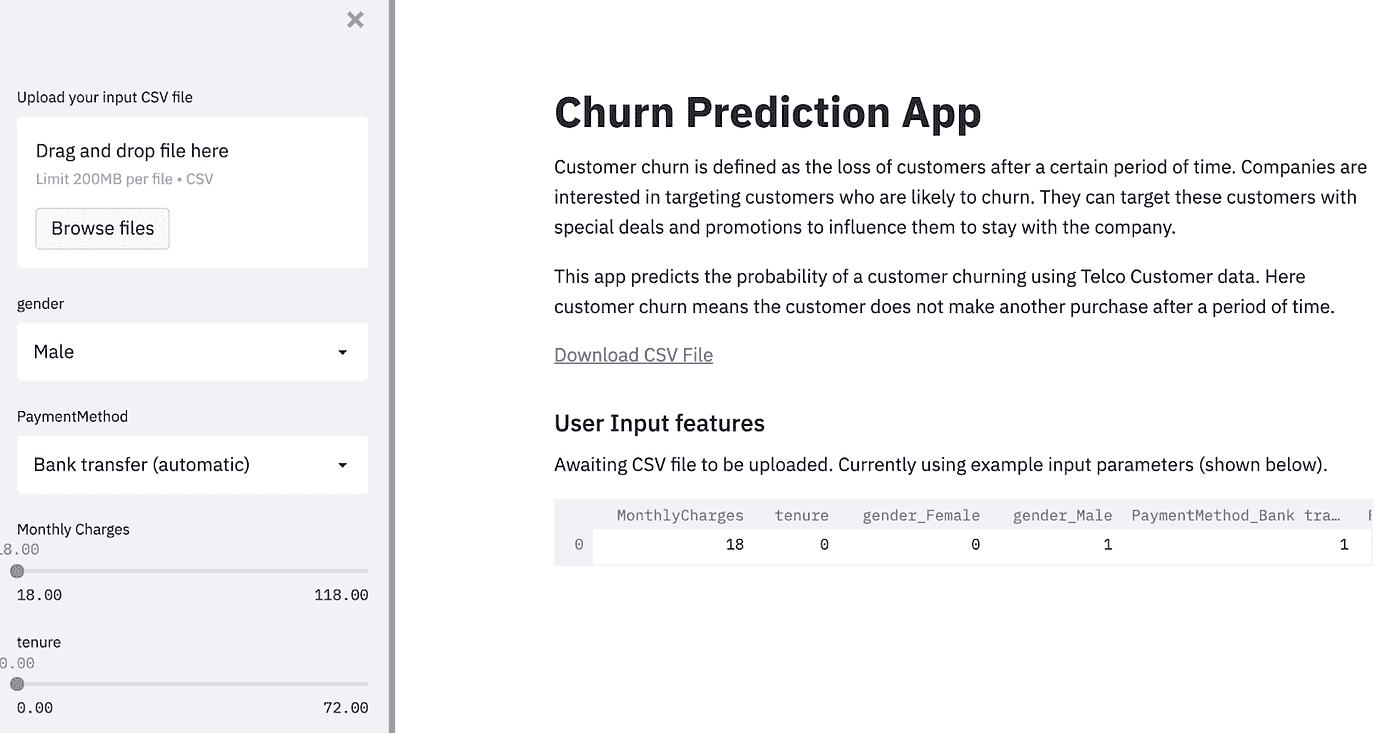 Upload your input CSV file
Drag and drop file here
Limit 200MB per file • CSV
Browse files
gender
Male
PaymentMethod
Bank transfer (automatic)
Monthly Charges
18.00
18.00 118.00
tenure
0.00
0.00 72.00
Churn Prediction App
Customer churn is defined as the loss of customers after a certain period of time. Companies are
interested in targeting customers who are likely to churn. They can target these customers with
special deals and promotions to influence them to stay with the company.
This app predicts the probability of a customer churning using Telco Customer data. Here
customer churn means the customer does not make another purchase after a period of time.
Download CSV File
User Input features
Awaiting CSV file to be uploaded. Currently using example input parameters (shown below).
MonthlyCharges tenure gender_Female gender_Male PaymentMethod_Bank tra…
0 18 0 0 1 1